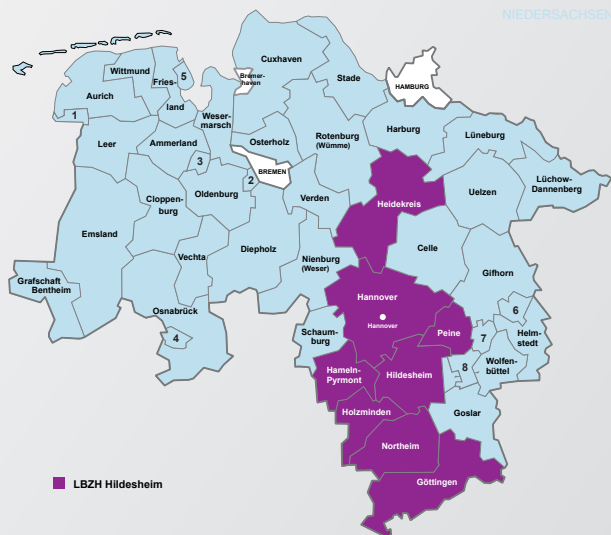 NIEDERSACHSEN
Cuxhaven
Wittmund
Fries-
land
5
Bremer-
haven
Stade
HAMBURG
Aurich
1
Weser-
marsch
Leer
Ammerland
3
Osterholz
Rotenburg
(Wümme)
Harburg
Lüneburg
BREMEN
2
Oldenburg
Cloppen-
burg
Verden
Heidekreis
Uelzen
Lüchow-
Dannenberg
Emsland
Vechta
Diepholz
Nienburg
(Weser)
Celle
Gifhorn
Grafschaft
Bentheim
Osnabrück
4
Hannover
Hannover
Schaum-
burg
Peine
6
7
Helm-
stedt
Hameln-
Pyrmont
Hildesheim
8
Wolfen-
büttel
Holzminden
Goslar
Northeim
Göttingen
LBZH Hildesheim